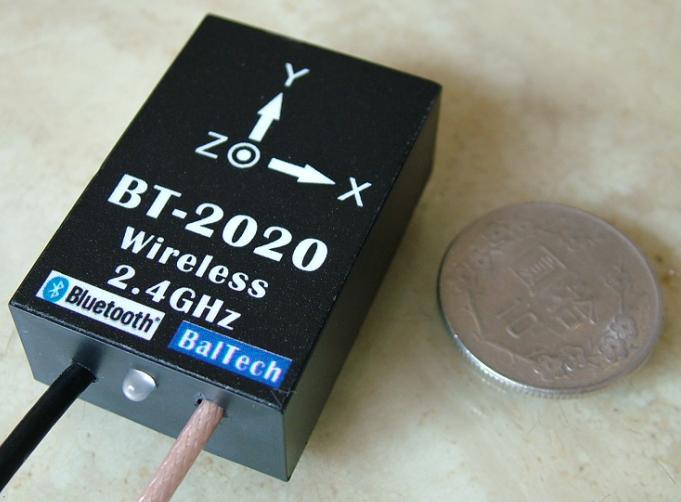 Y
Z
X
BT-2020
Wireless
2.4GHz
Bluetooth®
BalTech